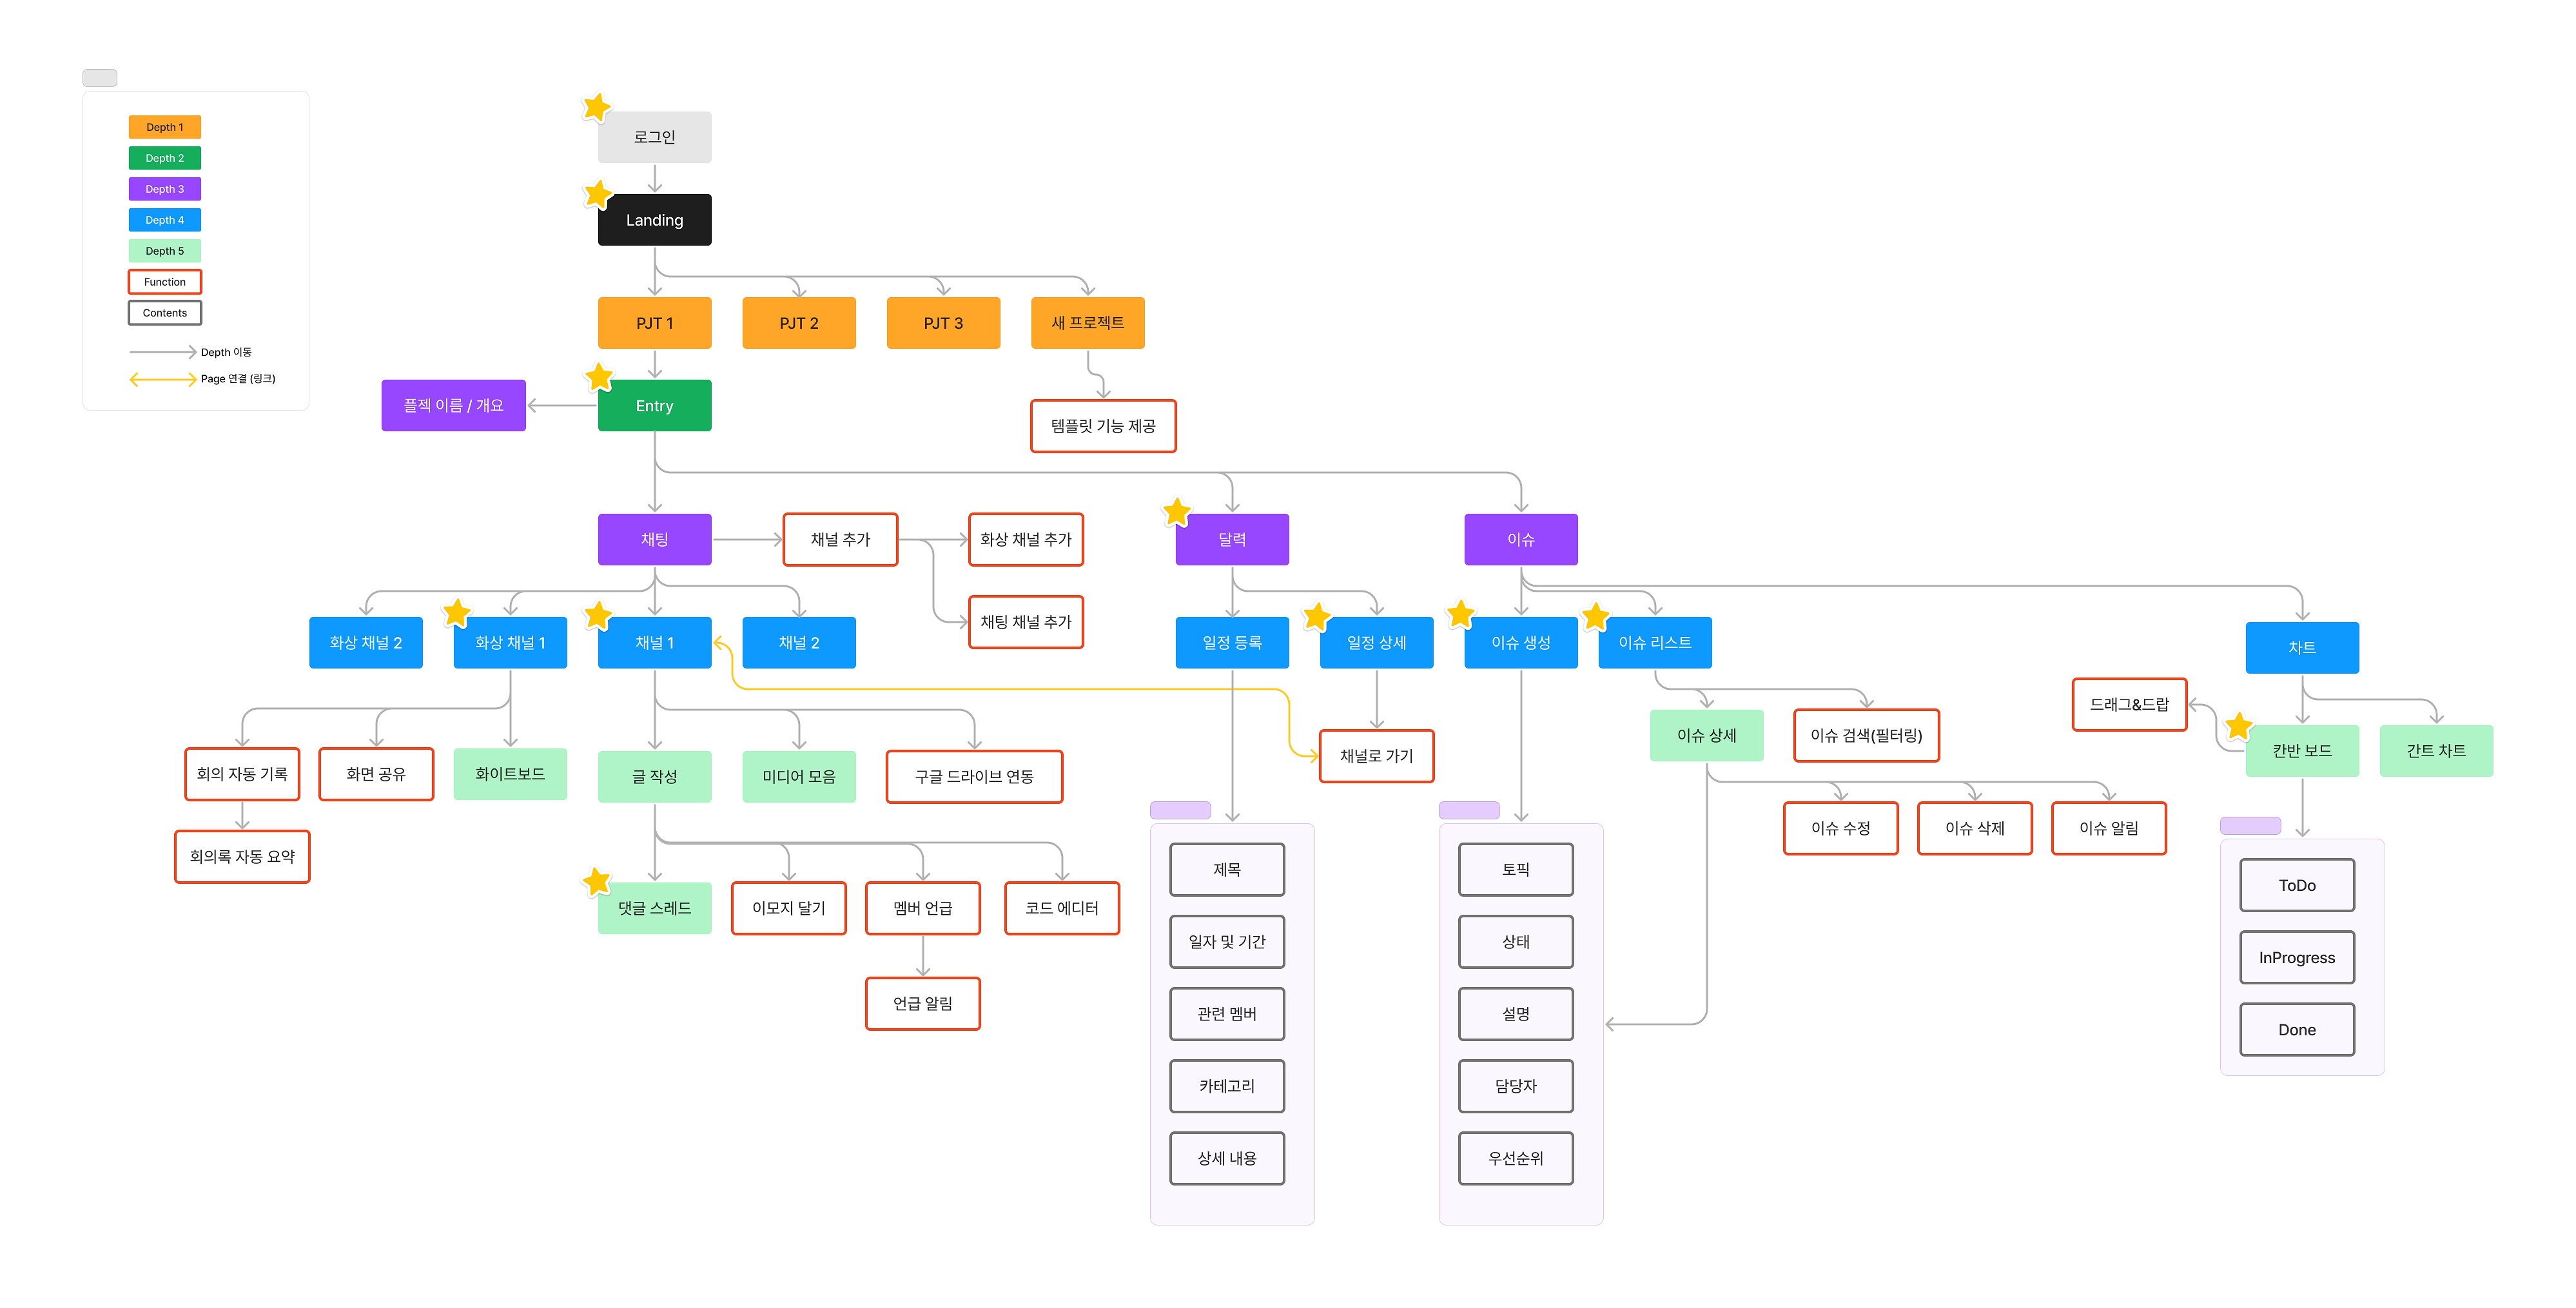 Depth 1
Depth 2
Depth 3
Depth 4
Depth 5
Function
Contents
Depth 이동
Page 연결 (링크)
로그인
Landing
PJT 1
PJT 2
PJT 3
새 프로젝트
플젝 이름 / 개요
Entry
템플릿 기능 제공
채팅
채널 추가
화상 채널 추가
달력
이슈
채팅 채널 추가
화상 채널 2
화상 채널 1
채널 1
채널 2
일정 등록
일정 상세
이슈 생성
이슈 리스트
차트
드래그&드랍
이슈 상세
이슈 검색(필터링)
칸반 보드
간트 차트
회의 자동 기록
화면 공유
화이트보드
글 작성
미디어 모음
구글 드라이브 연동
채널로 가기
이슈 수정
이슈 삭제
이슈 알림
회의록 자동 요약
댓글 스레드
이모지 달기
멤버 언급
코드 에디터
언급 알림
제목
일자 및 기간
관련 멤버
카테고리
상세 내용
토픽
상태
설명
담당자
우선순위
ToDo
InProgress
Done